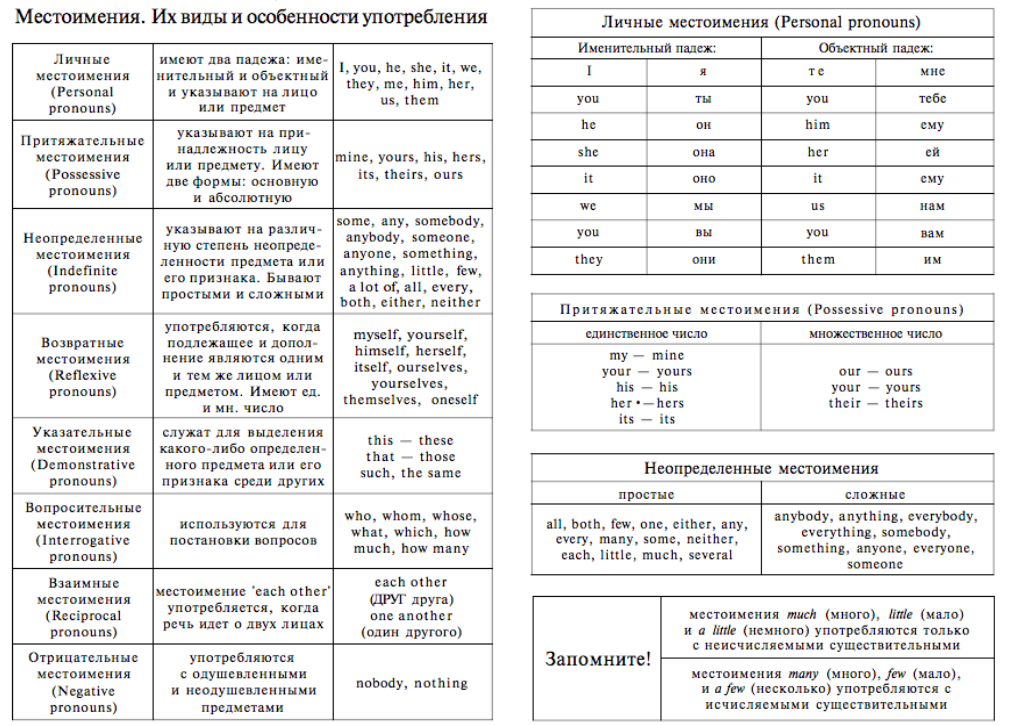 Местоимения. Их виды и особенности употребления
Личные
местоимения
(Personal
pronouns)
имеют два падежа: име-
нительный и объектный
и указывают на лицо
или предмет
I, you, he, she, it, we,
they, me, him, her,
us, them
Притяжательные
местоимения
(Possessive
pronouns)
указывают на при-
надлежность лицу
или предмету. Имеют
две формы: основную
и абсолютную
mine, yours, his, hers,
its, theirs, ours
Неопределенные
местоимения
(Indefinite
pronouns)
указывают на различ-
ную степень неопреде-
ленности предмета или
его признака. Бывают
простыми и сложными
some, any, somebody,
anybody, someone,
anyone, something,
anything, little, few,
a lot of, all, every,
both, either, neither
Возвратные
местоимения
(Reflexive
pronouns)
употребляются, когда
подлежащее и допол-
нение являются одним
и тем же лицом или
предметом. Имеют ед.
и мн. число
myself, yourself,
himself, herself,
itself, ourselves,
yourselves,
themselves, oneself
Указательные
местоимения
(Demonstrative
pronouns)
служат для выделения
какого-либо определен-
ного предмета или его
признака среди других
this — these
that — those
such, the same
Вопросительные
местоимения
(Interrogative
pronouns)
используются для
постановки вопросов
who, whom, whose,
what, which, how
much, how many
Взаимные
местоимения
(Reciprocal
pronouns)
местоимение 'each other'
употребляется, когда
речь идет о двух лицах
each other
(ДРУГ друга)
one another
(один другого)
Отрицательные
местоимения
(Negative
pronouns)
употребляются
с одушевленными
и неодушевленными
предметами
nobody, nothing
Личные местоимения (Personal pronouns)
Именительный падеж: Объектный падеж:
I я те мне
you ты you тебе
he он him ему
she она her ей
it оно it ему
we мы us нам
you вы you вам
they они them им
Притяжательные местоимения (Possessive pronouns)
единственное число
множественное число
my — mine
your — yours
his — his
her •—hers
its — its
our — ours
your — yours
their — theirs
Неопределенные местоимения
простые
сложные
all, both, few, one, either, any,
every, many, some, neither,
each, little, much, several
anybody, anything, everybody,
everything, somebody,
something, anyone, everyone,
someone
Запомните!
местоимения much (много), little (мало)
и a little (немного) употребляются только
с неисчисляемыми существительными
местоимения many (много), few (мало),
и a few (несколько) употребляются с
исчисляемыми существительными